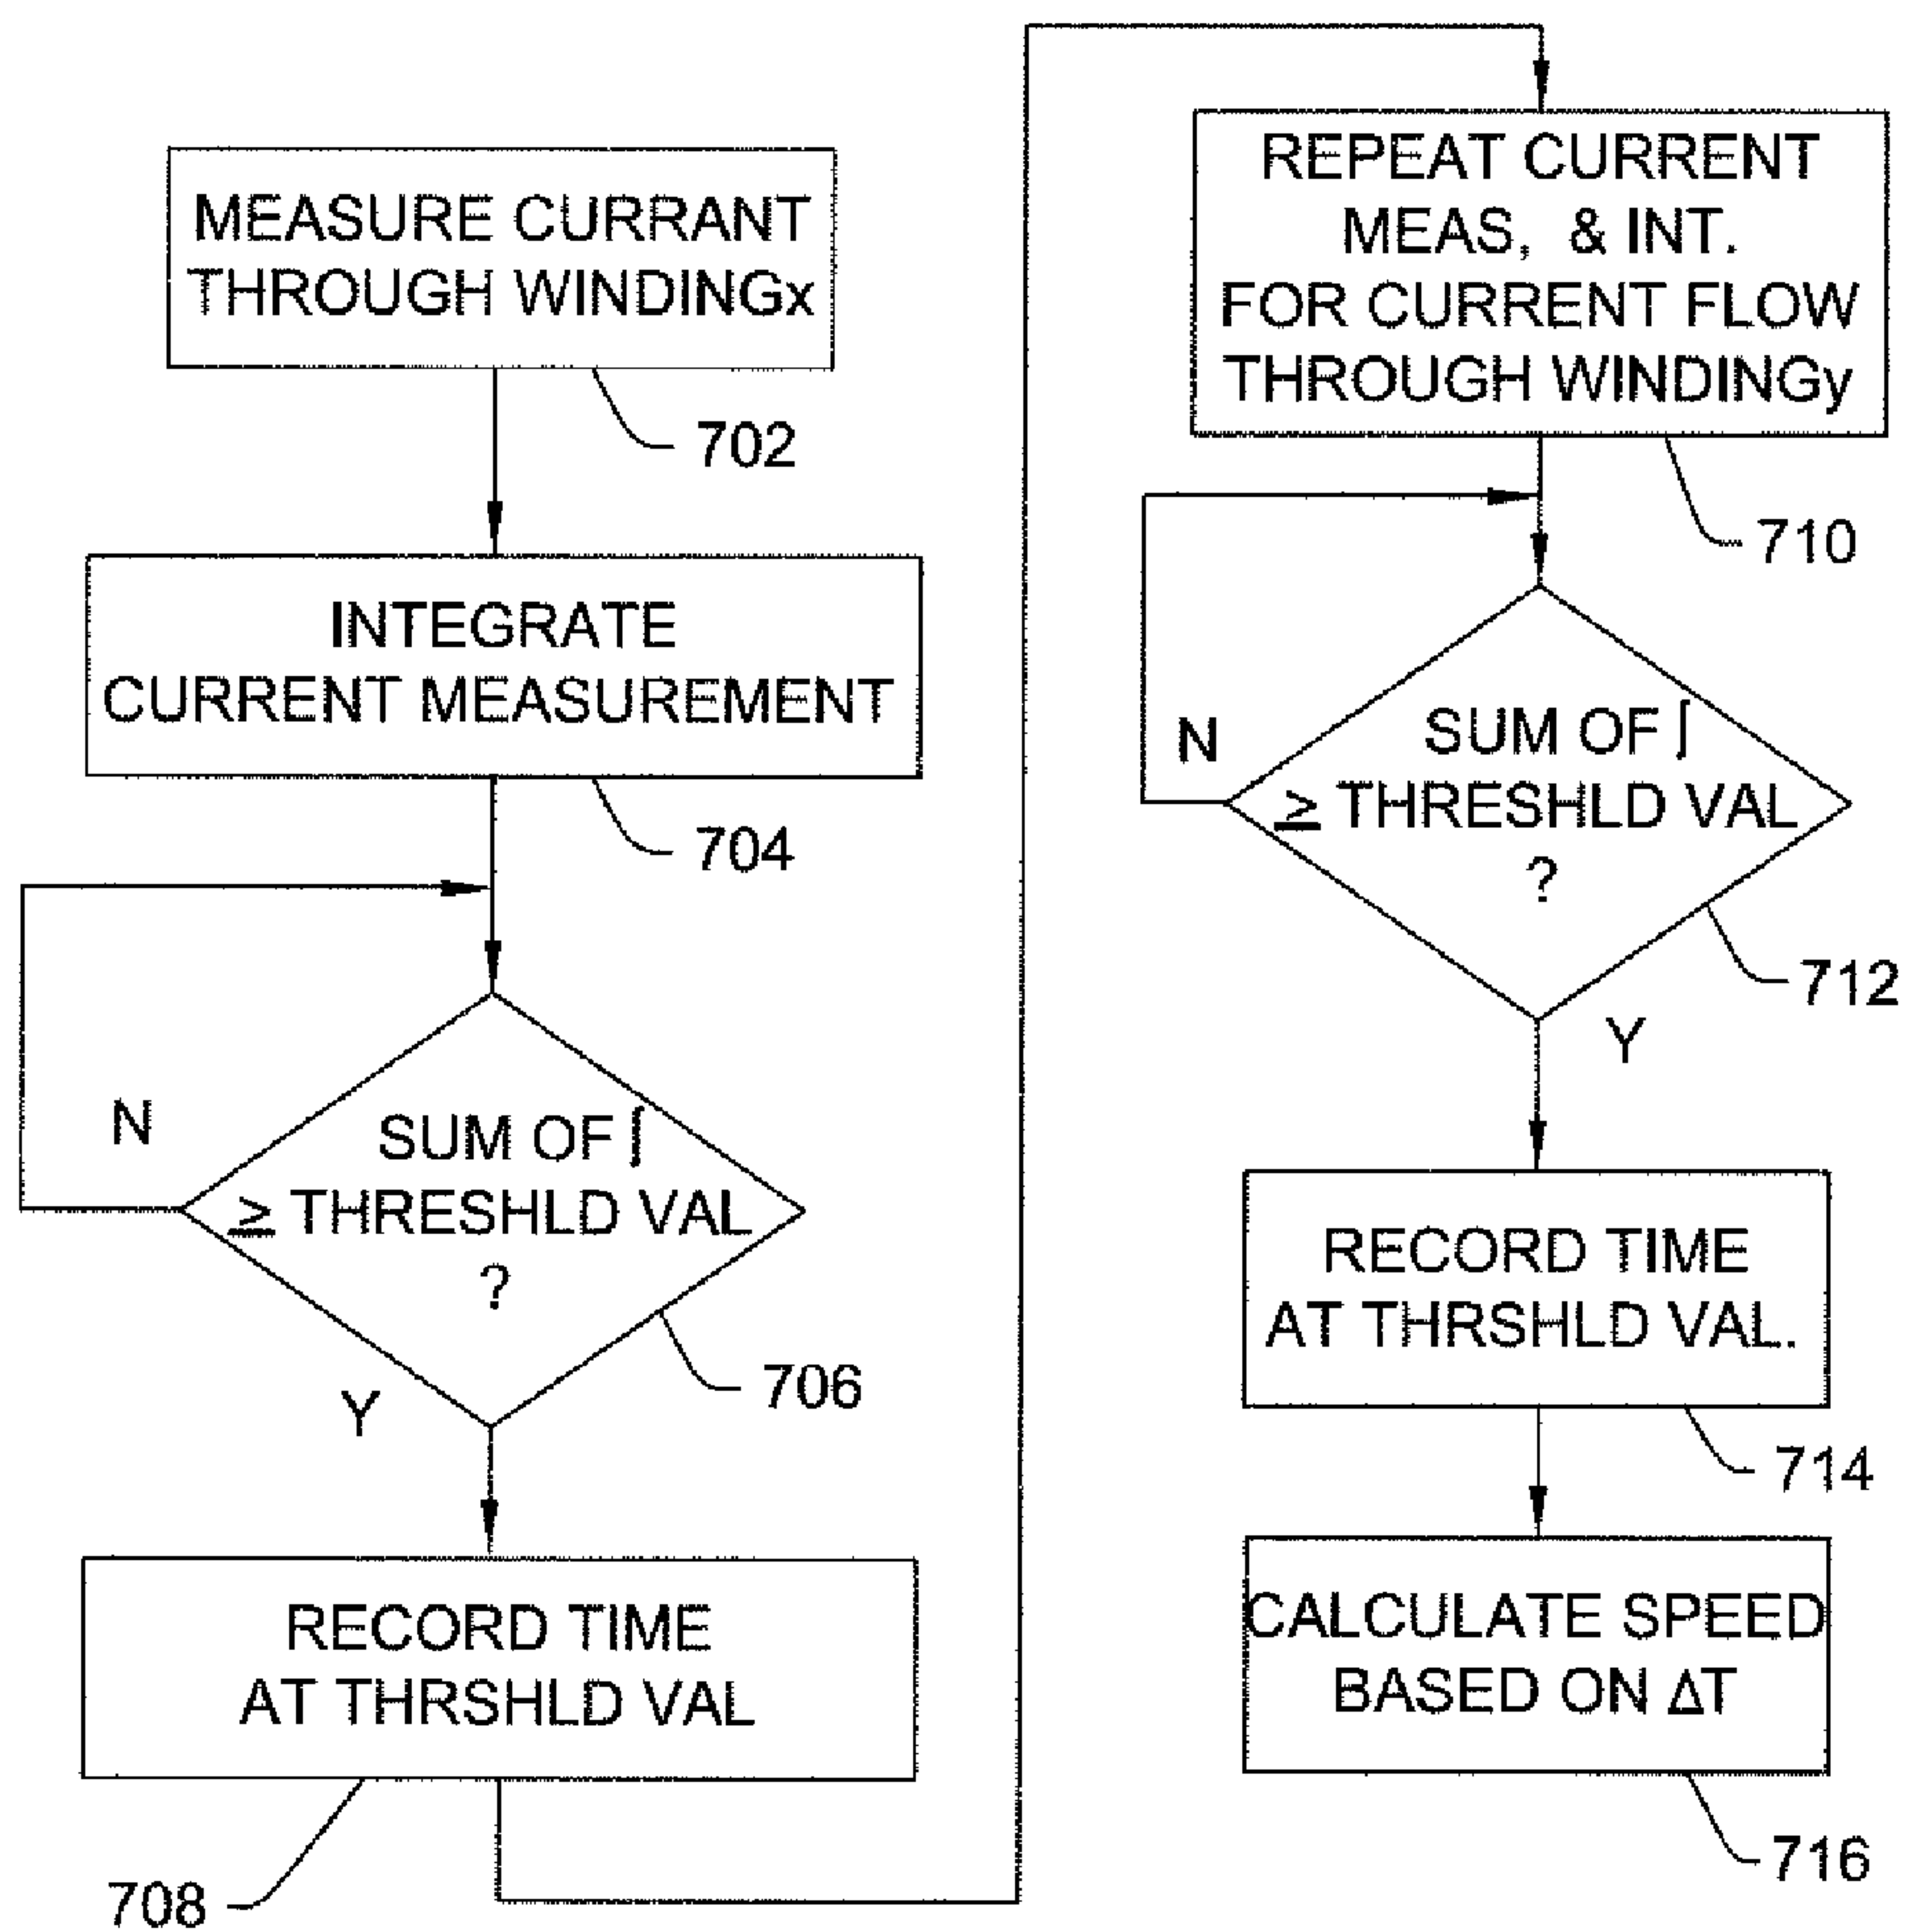 MEASURE CURRANT
THROUGH WINDINGx
702
INTEGRATE
CURRENT MEASUREMENT
704
N
SUM OF ∫
≥ THRESHLD VAL
?
706
Y
RECORD TIME
AT THRSHLD VAL
708
REPEAT CURRENT
MEAS, & INT.
FOR CURRENT FLOW
THROUGH WINDINGy
710
N
SUM OF ∫
≥ THRESHLD VAL
?
712
Y
RECORD TIME
AT THRSHLD VAL.
714
CALCULATE SPEED
BASED ON ΔT
716